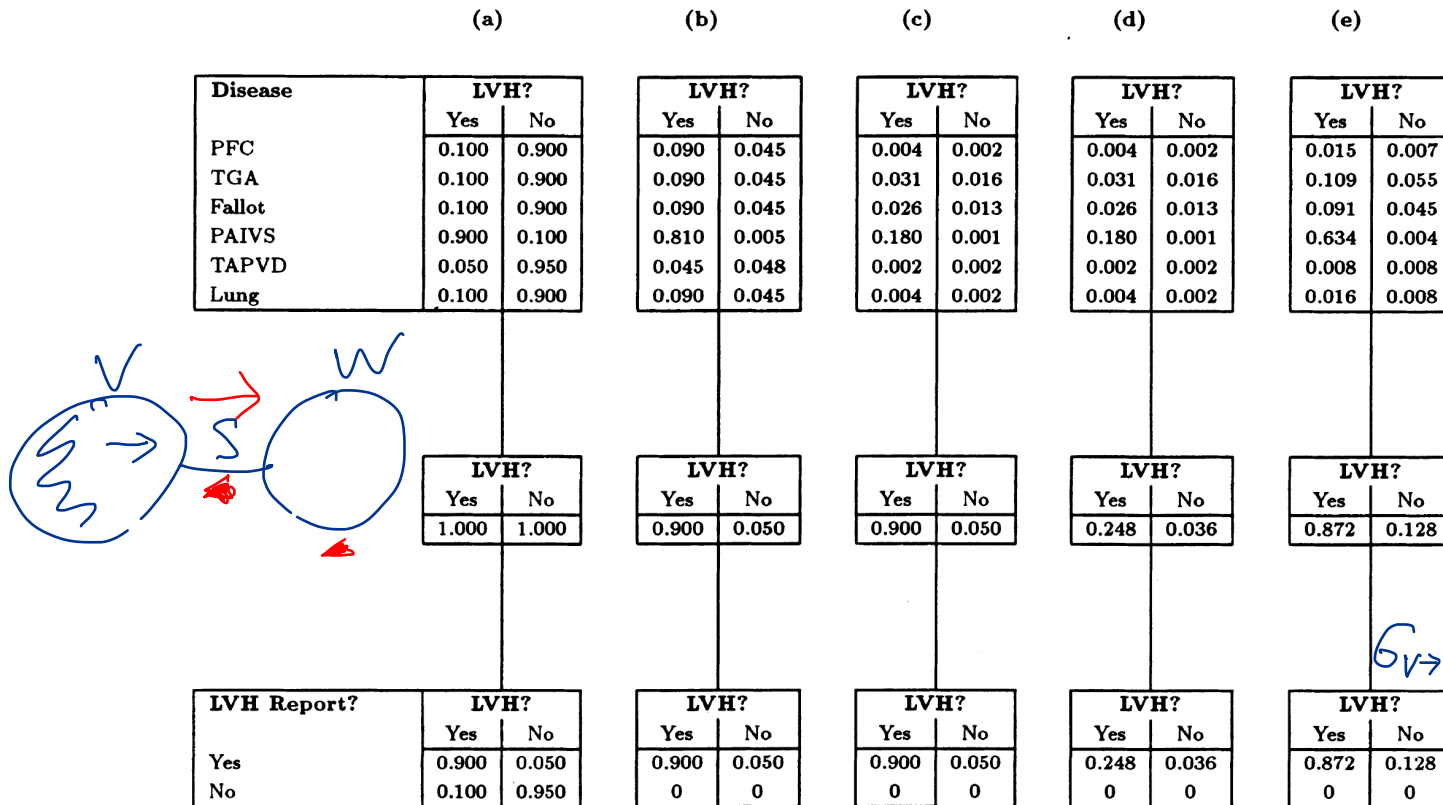 (a) (b) (c) (d) (e)
Disease LVH? LVH? LVH? LVH? LVH?
Yes No Yes No Yes No Yes No Yes No
PFC 0.100 0.900 0.090 0.045 0.004 0.002 0.004 0.002 0.015 0.007
TGA 0.100 0.900 0.090 0.045 0.031 0.016 0.031 0.016 0.109 0.055
Fallot 0.100 0.900 0.090 0.045 0.026 0.013 0.026 0.013 0.091 0.045
PAIVS 0.900 0.100 0.810 0.005 0.180 0.001 0.180 0.001 0.634 0.004
TAPVD 0.050 0.950 0.045 0.048 0.002 0.002 0.002 0.002 0.008 0.008
Lung 0.100 0.900 0.090 0.045 0.004 0.002 0.004 0.002 0.016 0.008
V W
S
LVH? LVH? LVH? LVH? LVH?
Yes No Yes No Yes No Yes No Yes No
1.000 1.000 0.900 0.050 0.900 0.050 0.248 0.036 0.872 0.128
GV→
LVH Report? LVH? LVH? LVH? LVH? LVH?
Yes No Yes No Yes No Yes No Yes No
Yes 0.900 0.050 0.900 0.050 0.900 0.050 0.248 0.036 0.872 0.128
No 0.100 0.950 0 0 0 0 0 0 0 0